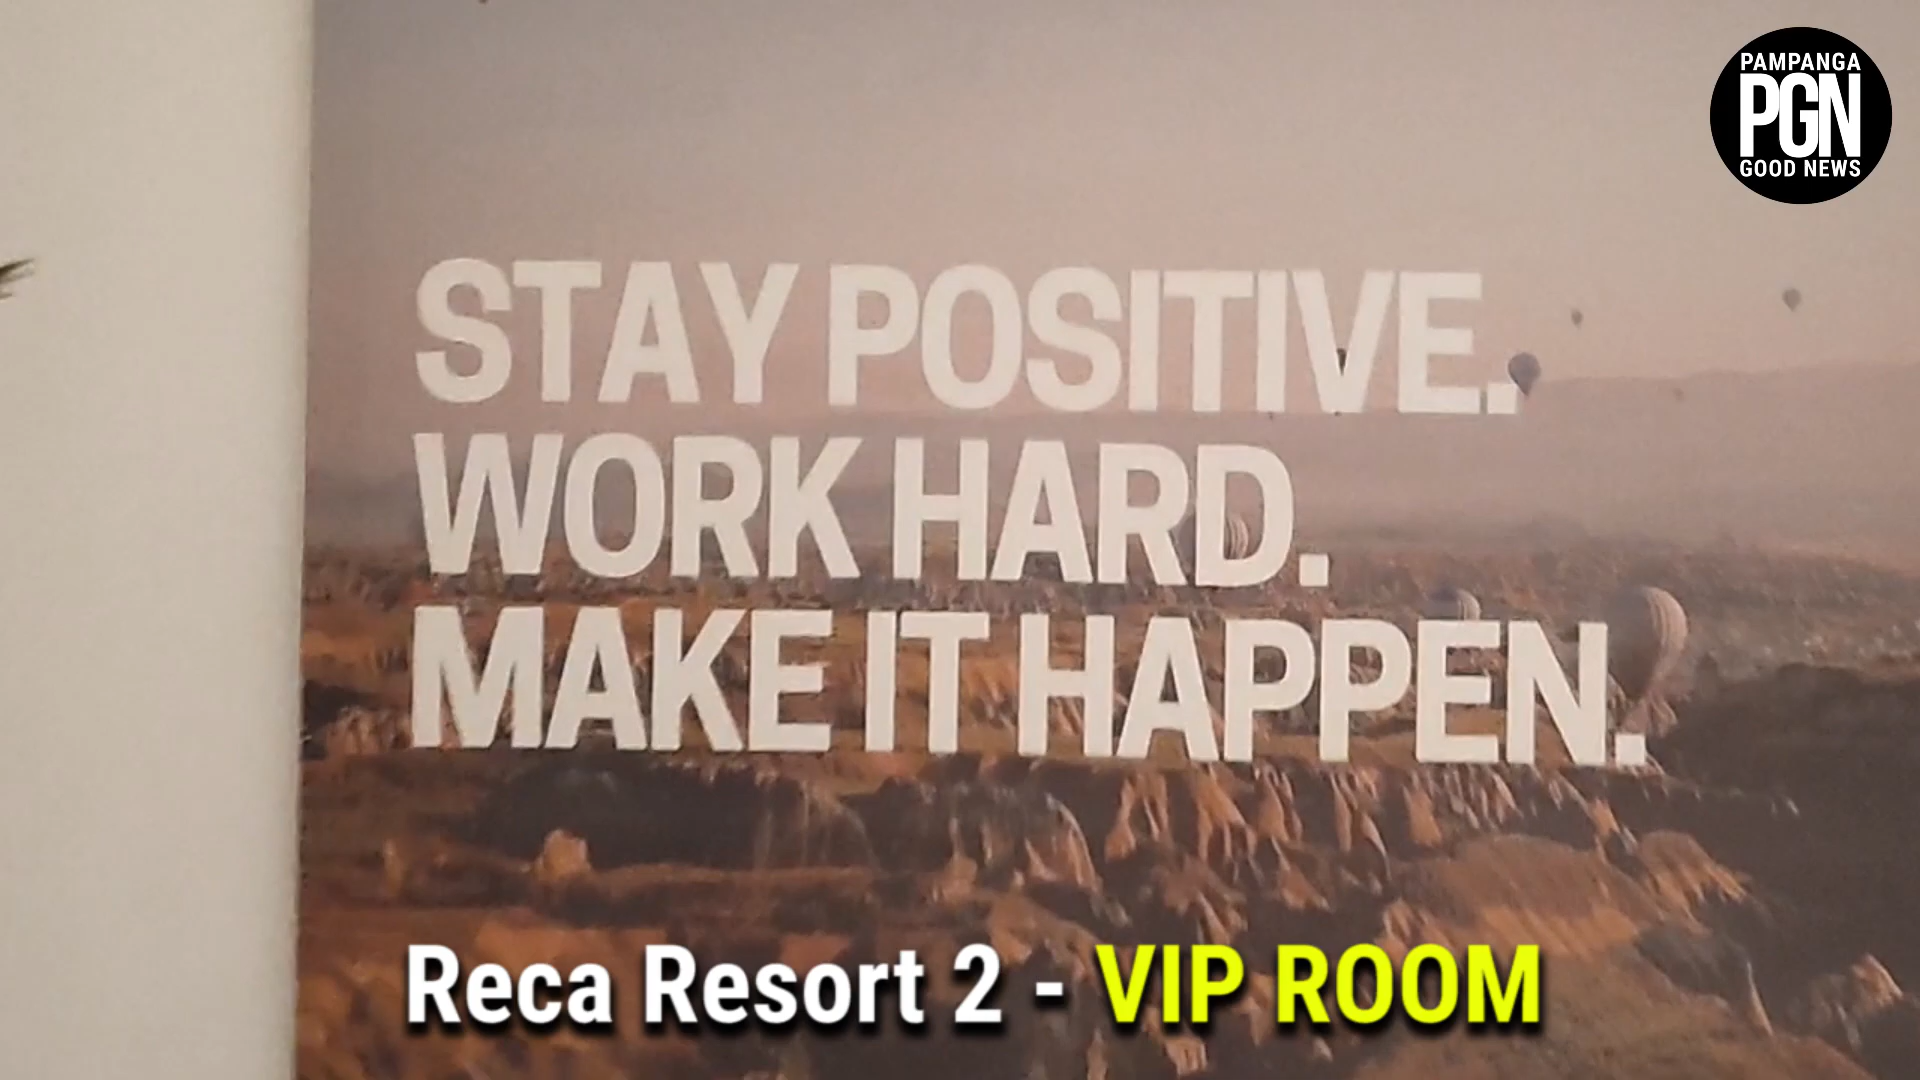 PAMPANGA
PGN
GOOD NEWS
STAY POSITIVE.
WORK HARD.
MAKE IT HAPPEN.
Reca Resort 2 - VIP ROOM